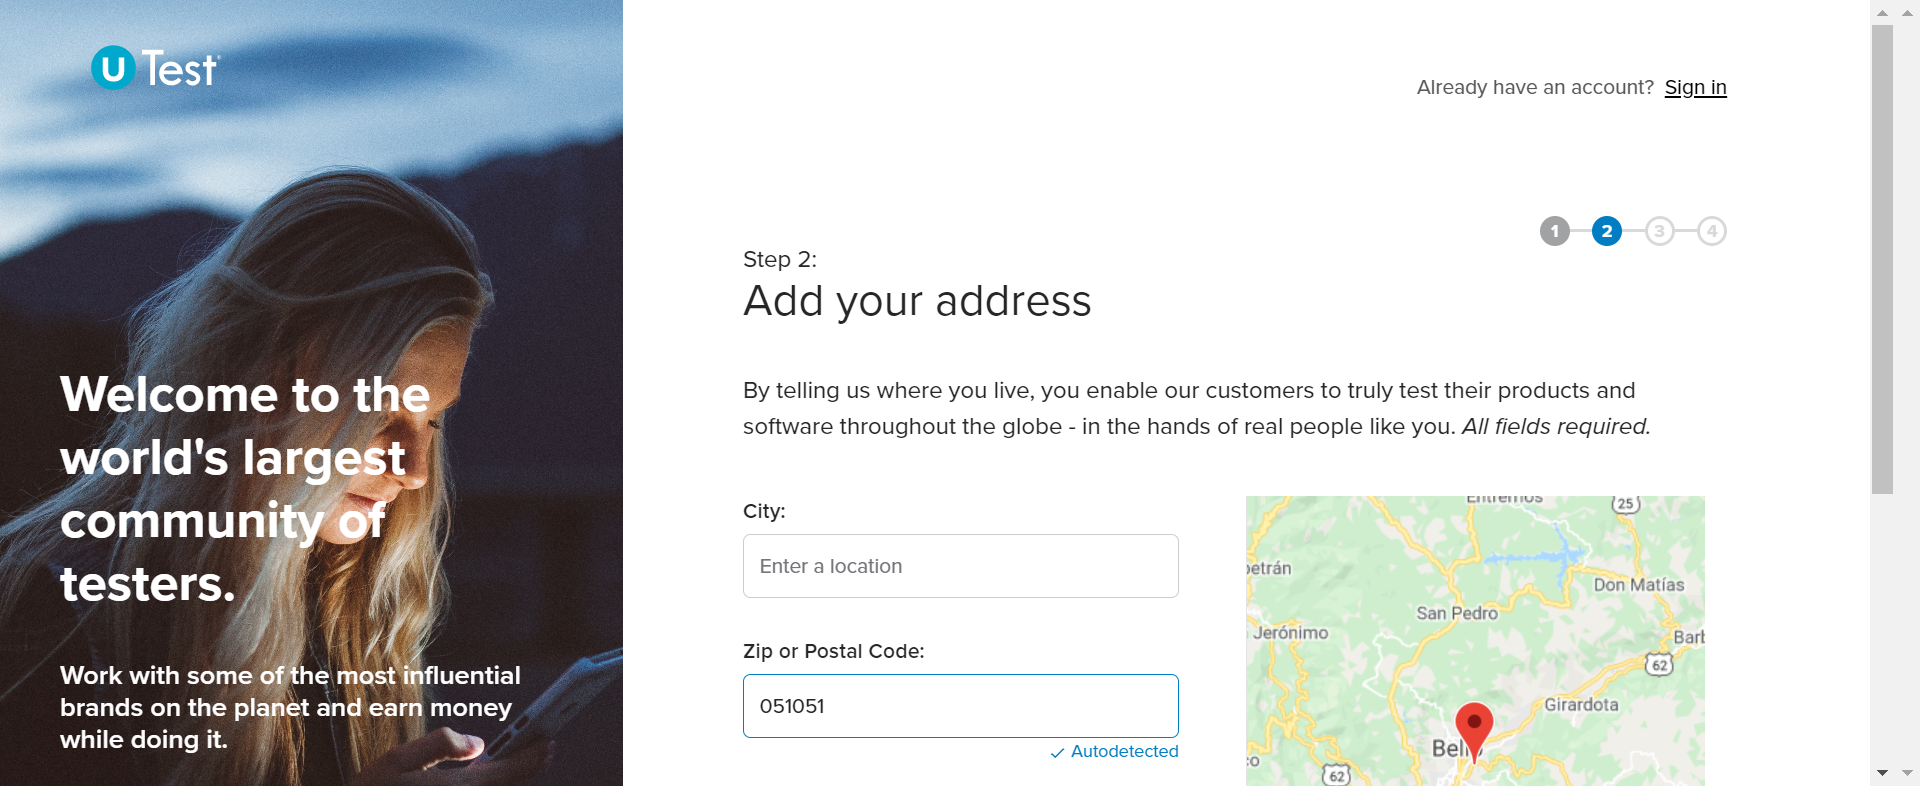 u Test
Already have an account? Sign in
1 2 3 4
Step 2:
Add your address
By telling us where you live, you enable our customers to truly test their products and
software throughout the globe - in the hands of real people like you. All fields required.
City:
Enter a location
Zip or Postal Code:
051051
✓ Autodetected
Welcome to the
world's largest
community of
testers.
Work with some of the most influential
brands on the planet and earn money
while doing it.
25
Don Matías
San Pedro
Jerónimo
62
Girardota
62